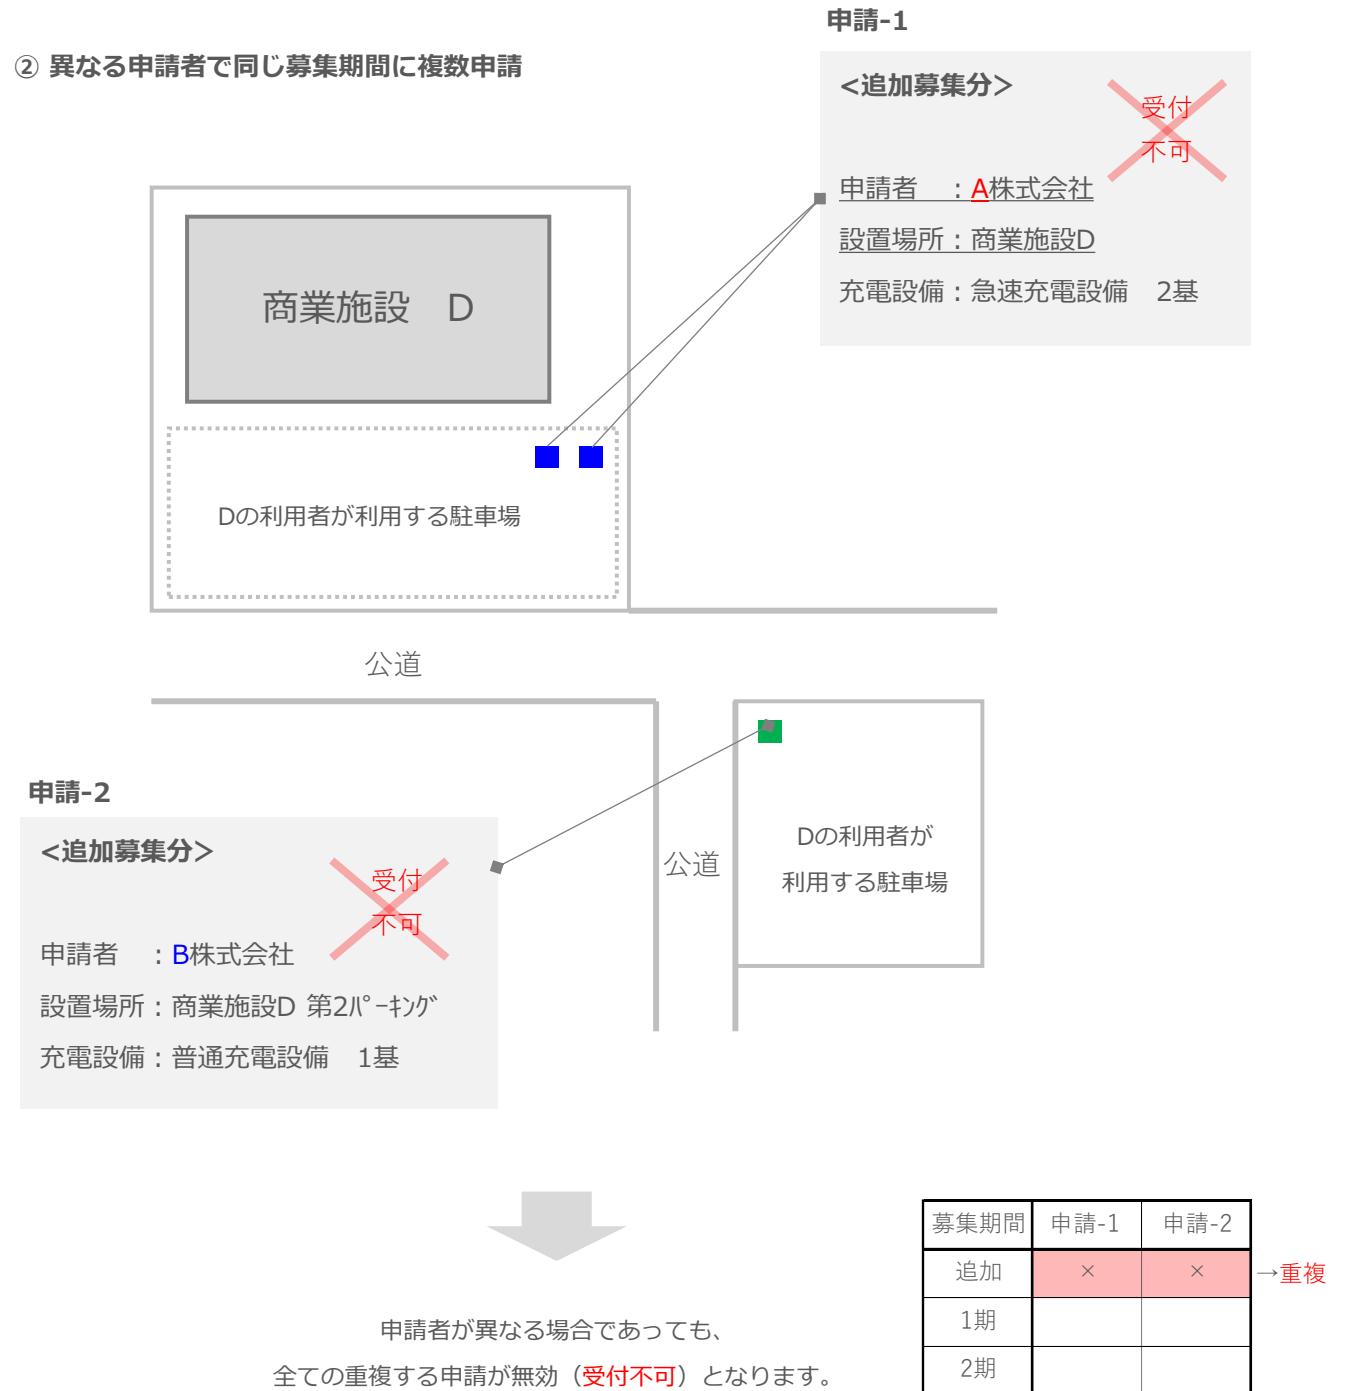 ② 異なる申請者で同じ募集期間に複数申請
申請-1
<追加募集分>
受付
不可
申請者　：A株式会社
設置場所：商業施設D
充電設備：急速充電設備　2基
商業施設　D
Dの利用者が利用する駐車場
公道
申請-2
<追加募集分>
受付
不可
申請者　：B株式会社
設置場所：商業施設D 第2ﾊﾟｰｷﾝｸﾞ
充電設備：普通充電設備　1基
公道
Dの利用者が
利用する駐車場
募集期間 申請-1 申請-2
追加 × × →重複
1期
2期
申請者が異なる場合であっても、
全ての重複する申請が無効（受付不可）となります。